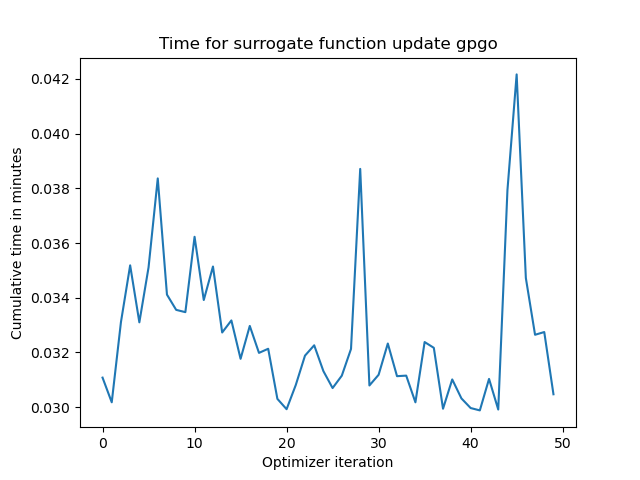 Time for surrogate function update gpgo
Cumulative time in minutes
0.042
0.040
0.038
0.036
0.034
0.032
0.030
0 10 20 30 40 50
Optimizer iteration